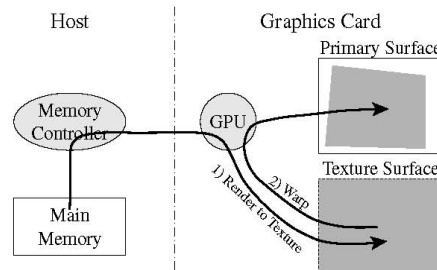 Host
Graphics Card
Primary Surface
Memory
Controller
GPU
Texture Surface
1) Render to Texture
2) Warp
Main
Memory